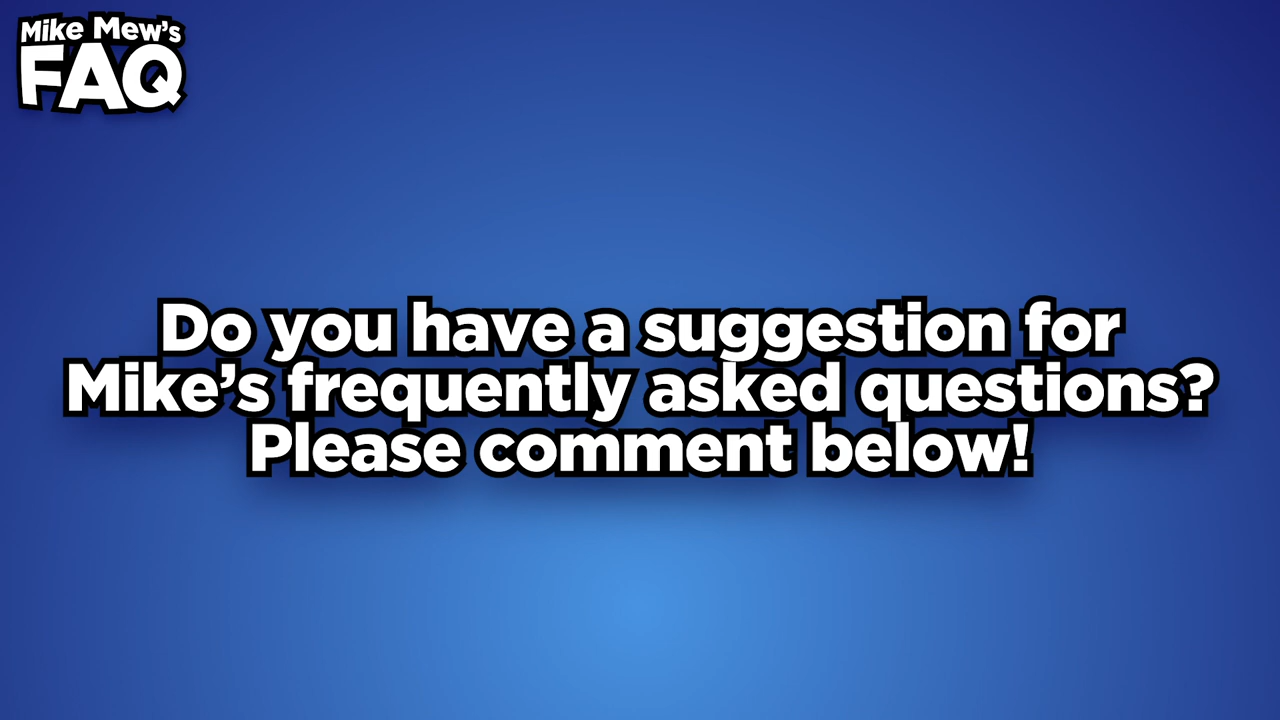 Mike Mew's
FAQ
Do you have a suggestion for
Mike's frequently asked questions?
Please comment below!